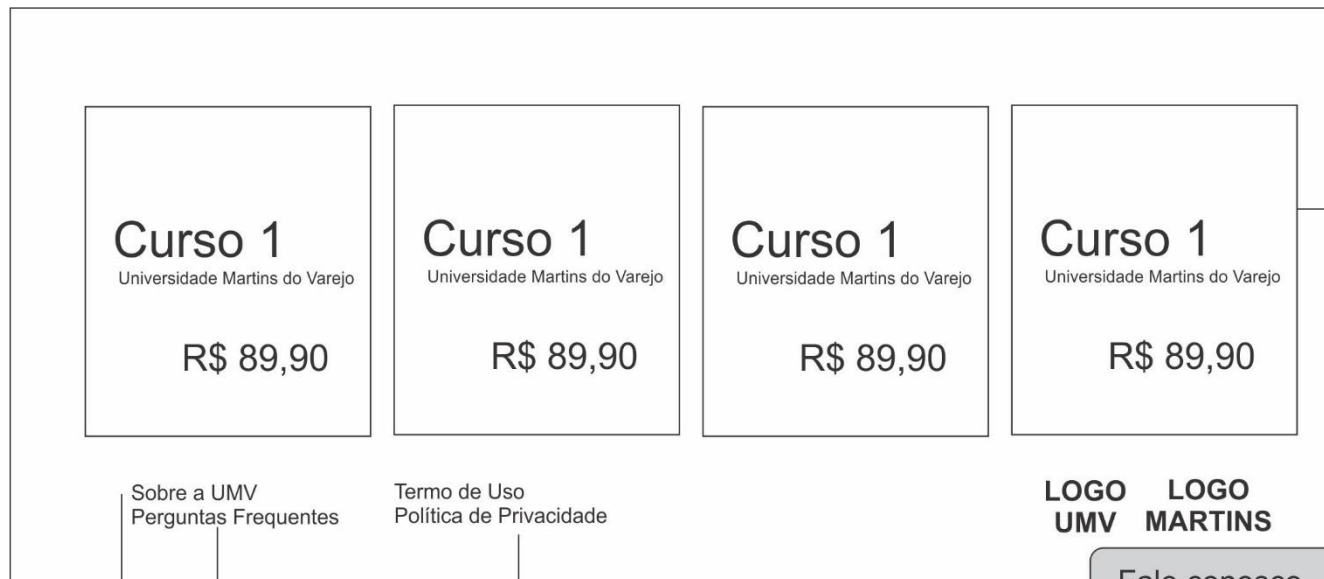 Curso 1
Universidade Martins do Varejo
R$ 89,90
Curso 1
Universidade Martins do Varejo
R$ 89,90
Curso 1
Universidade Martins do Varejo
R$ 89,90
Curso 1
Universidade Martins do Varejo
R$ 89,90
Sobre a UMV
Perguntas Frequentes
Termo de Uso
Política de Privacidade
LOGO
UMV
LOGO
MARTINS
Fale conosco